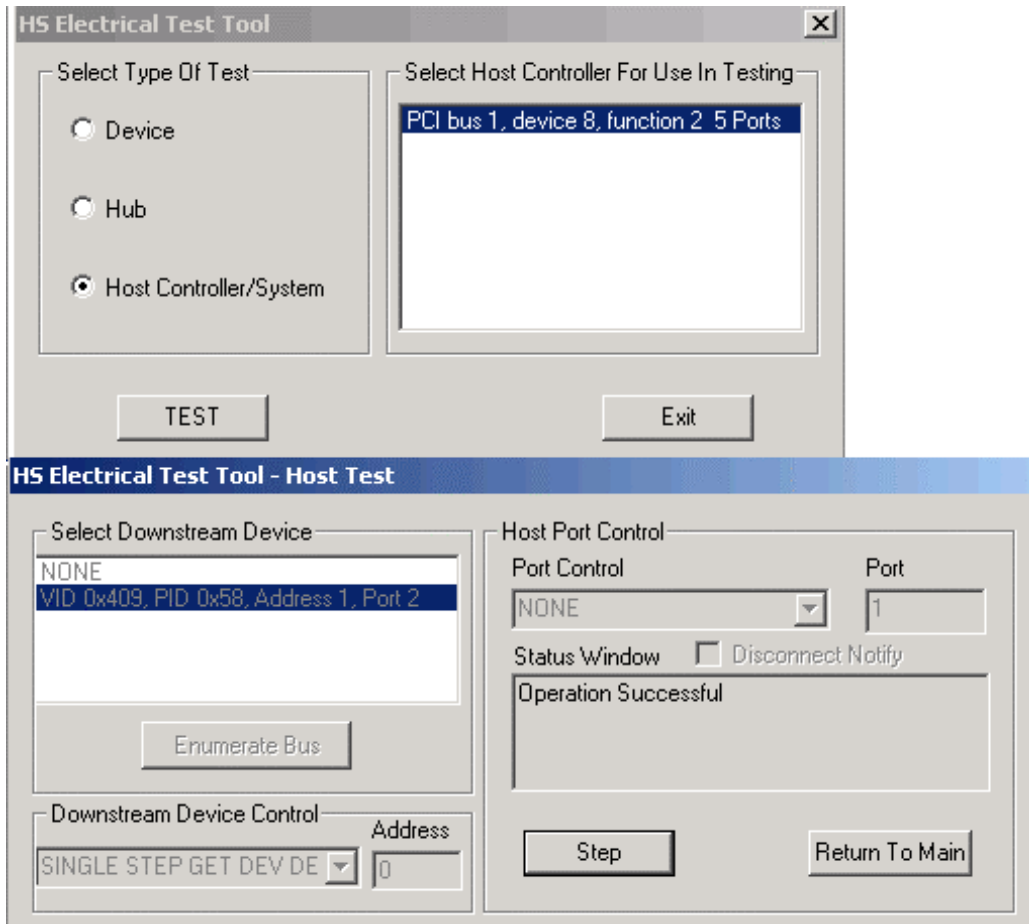 HS Electrical Test Tool
Select Type Of Test
Select Host Controller For Use In Testing
Device
PCI bus 1, device 8, function 2 5 Ports
Hub
Host Controller/System
TEST
Exit
HS Electrical Test Tool - Host Test
Select Downstream Device
NONE
VID 0x409, PID 0x58, Address 1, Port 2
Enumerate Bus
Downstream Device Control
Address
SINGLE STEP GET DEV DE
0
Host Port Control
Port Control
Port
NONE
1
Status Window
Disconnect Notify
Operation Successful
Step
Return To Main